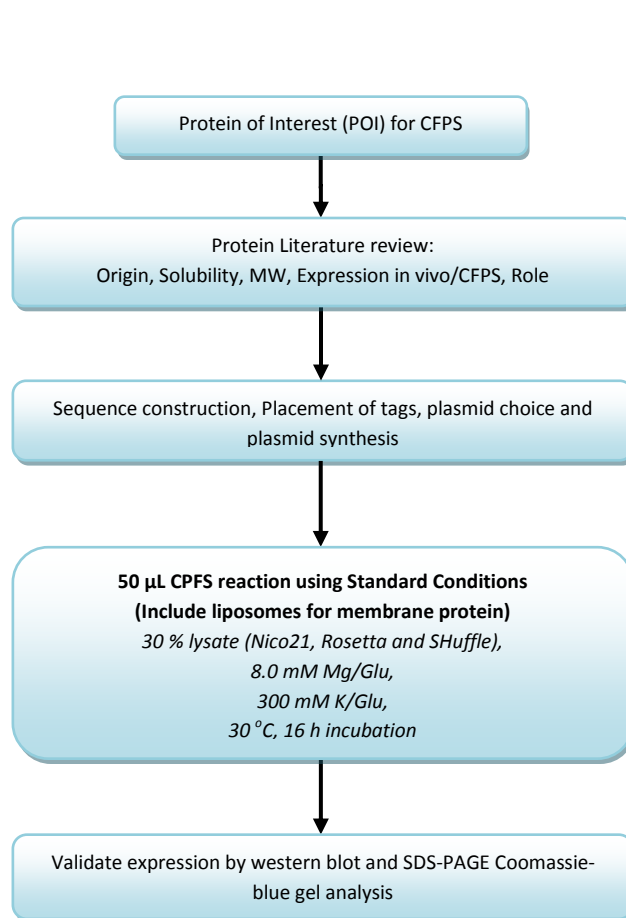 Protein of Interest (POI) for CFPS
Protein Literature review:
Origin, Solubility, MW, Expression in vivo/CFPS, Role
Sequence construction, Placement of tags, plasmid choice and
plasmid synthesis
50 µL CPFS reaction using Standard Conditions
(Include liposomes for membrane protein)
30 % lysate (Nico21, Rosetta and SHuffle),
8.0 mM Mg/Glu,
300 mM K/Glu,
30 °C, 16 h incubation
Validate expression by western blot and SDS-PAGE Coomassie-
blue gel analysis